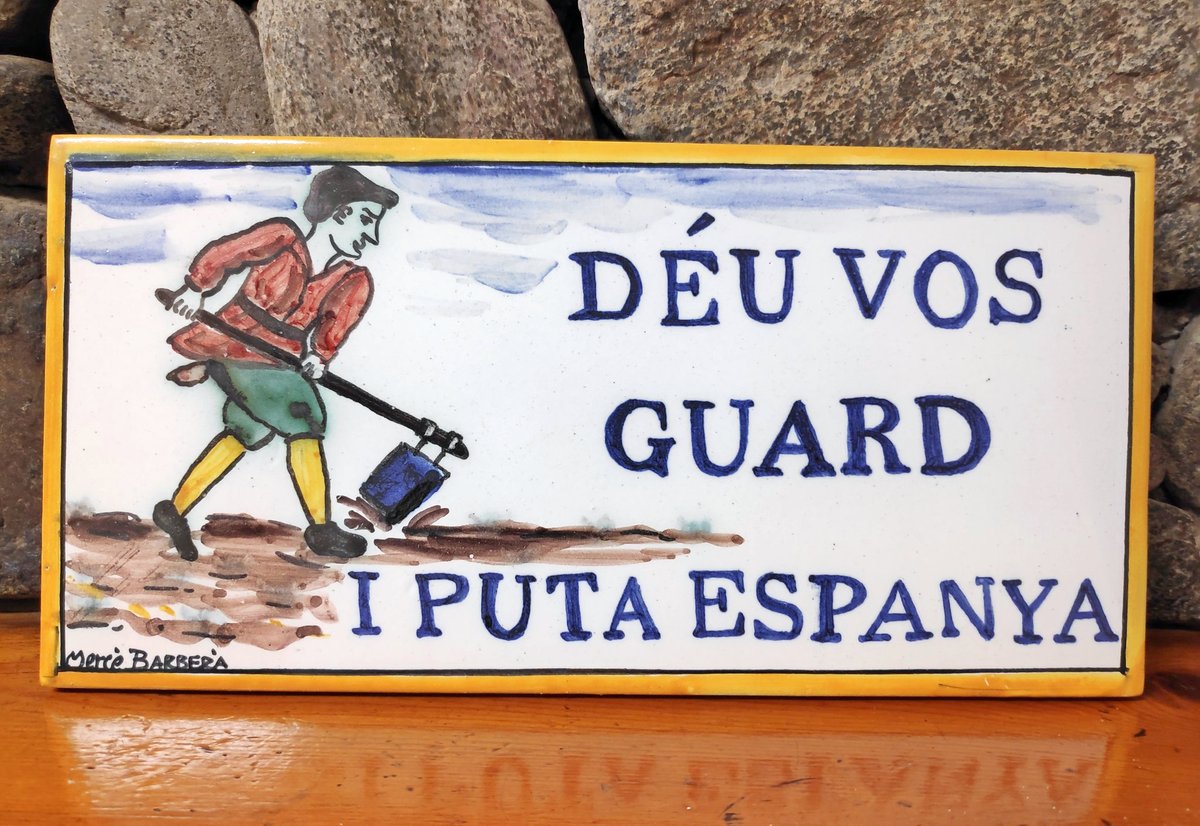 DÉU VOS
GUARD
I PUTA ESPANYA
Mercè BARBERÀ